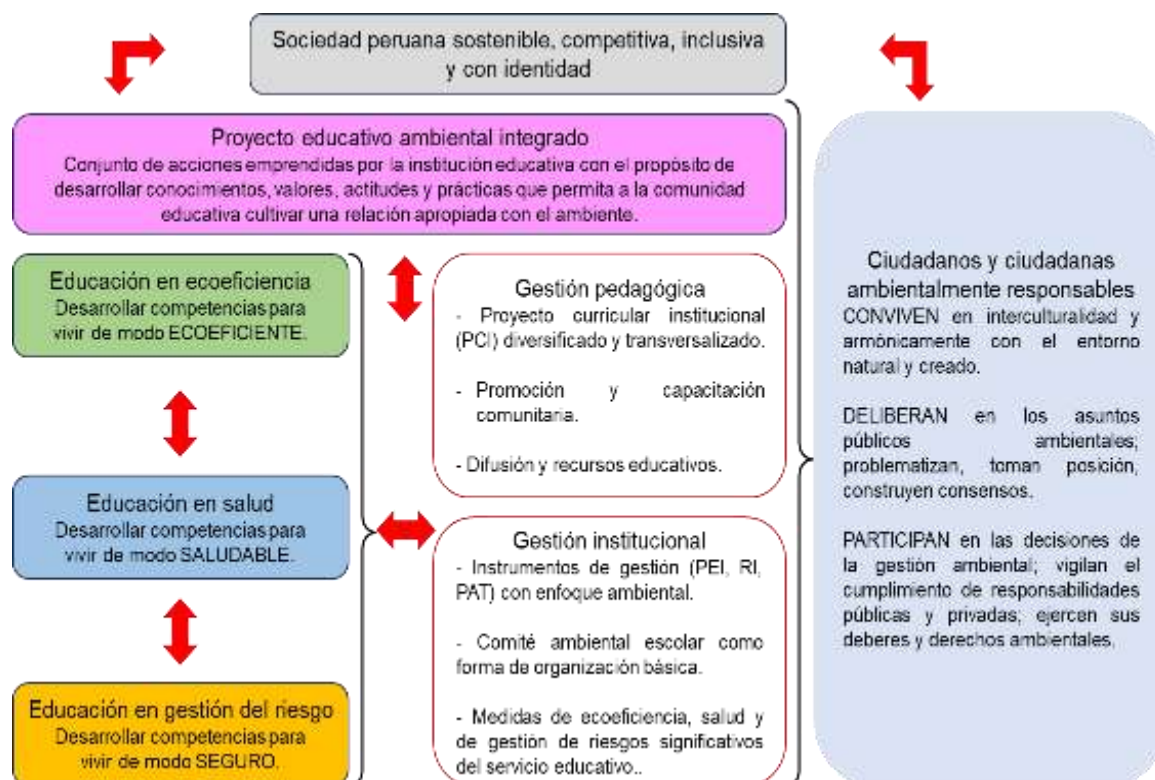 Sociedad peruana sostenible, competitiva, inclusiva
y con identidad
Proyecto educativo ambiental integrado
Conjunto de acciones emprendidas por la institución educativa con el propósito de
desarrollar conocimientos, valores, actitudes y prácticas que permita a la comunidad
educativa cultivar una relación apropiada con el ambiente.
Educación en ecoeficiencia
Desarrollar competencias para
vivir de modo ECOEFICIENTE.
Educación en salud
Desarrollar competencias para
vivir de modo SALUDABLE.
Educación en gestión del riesgo
Desarrollar competencias para
vivir de modo SEGURO.
Gestión pedagógica
- Proyecto curricular institucional
(PCI) diversificado y transversalizado.
- Promoción y capacitación
comunitaria.
- Difusión y recursos educativos.
Gestión institucional
- Instrumentos de gestión (PEI, RI,
PAT) con enfoque ambiental.
- Comité ambiental escolar como
forma de organización básica.
- Medidas de ecoeficiencia, salud y
de gestión de riesgos significativos
del servicio educativo..
Ciudadanos y ciudadanas
ambientalmente responsables
CONVIVEN en interculturalidad y
armónicamente con el entorno
natural y creado.
DELIBERAN en los asuntos
públicos ambientales;
problematizan, toman posición,
construyen consensos.
PARTICIPAN en las decisiones de
la gestión ambiental; vigilan el
cumplimiento de responsabilidades
públicas y privadas; ejercen sus
deberes y derechos ambientales.